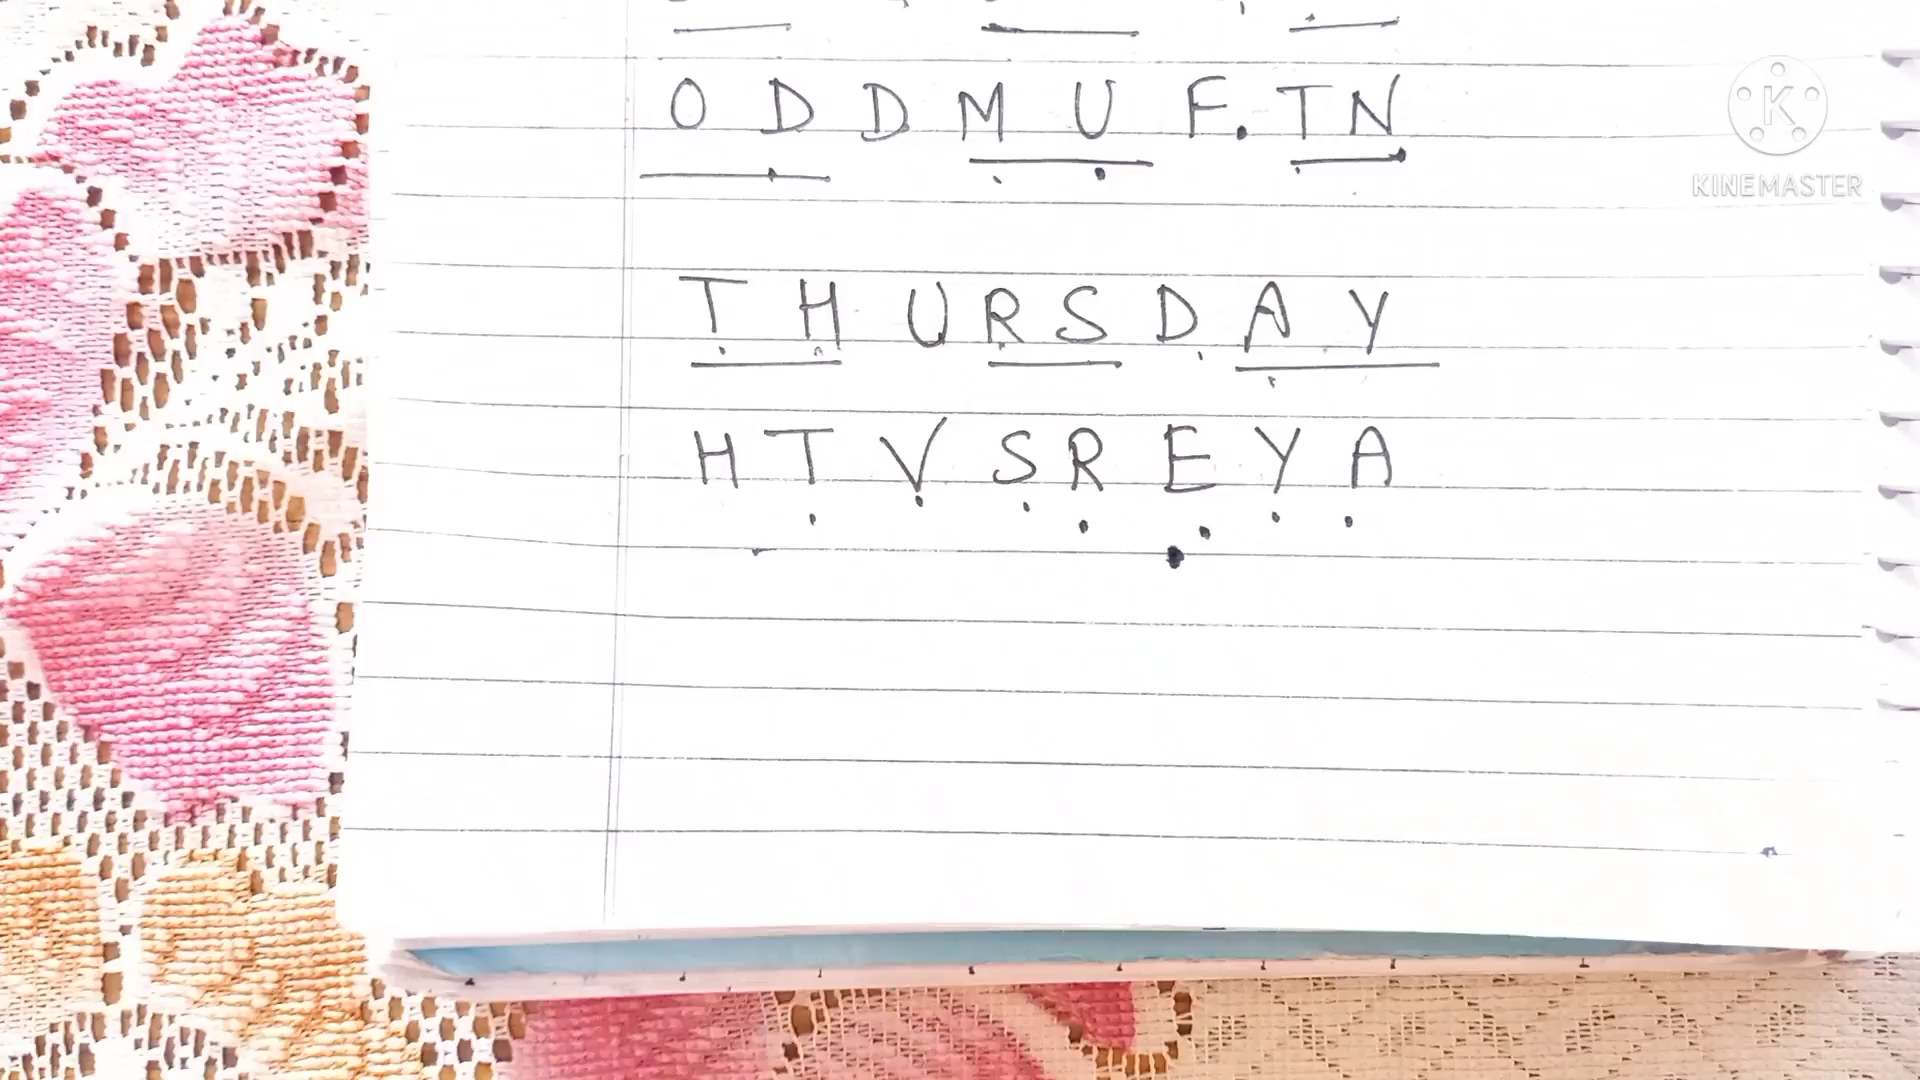 O D D M U F. T N
K
KINEMASTER
T H U R S D A Y
H T V S R E Y A